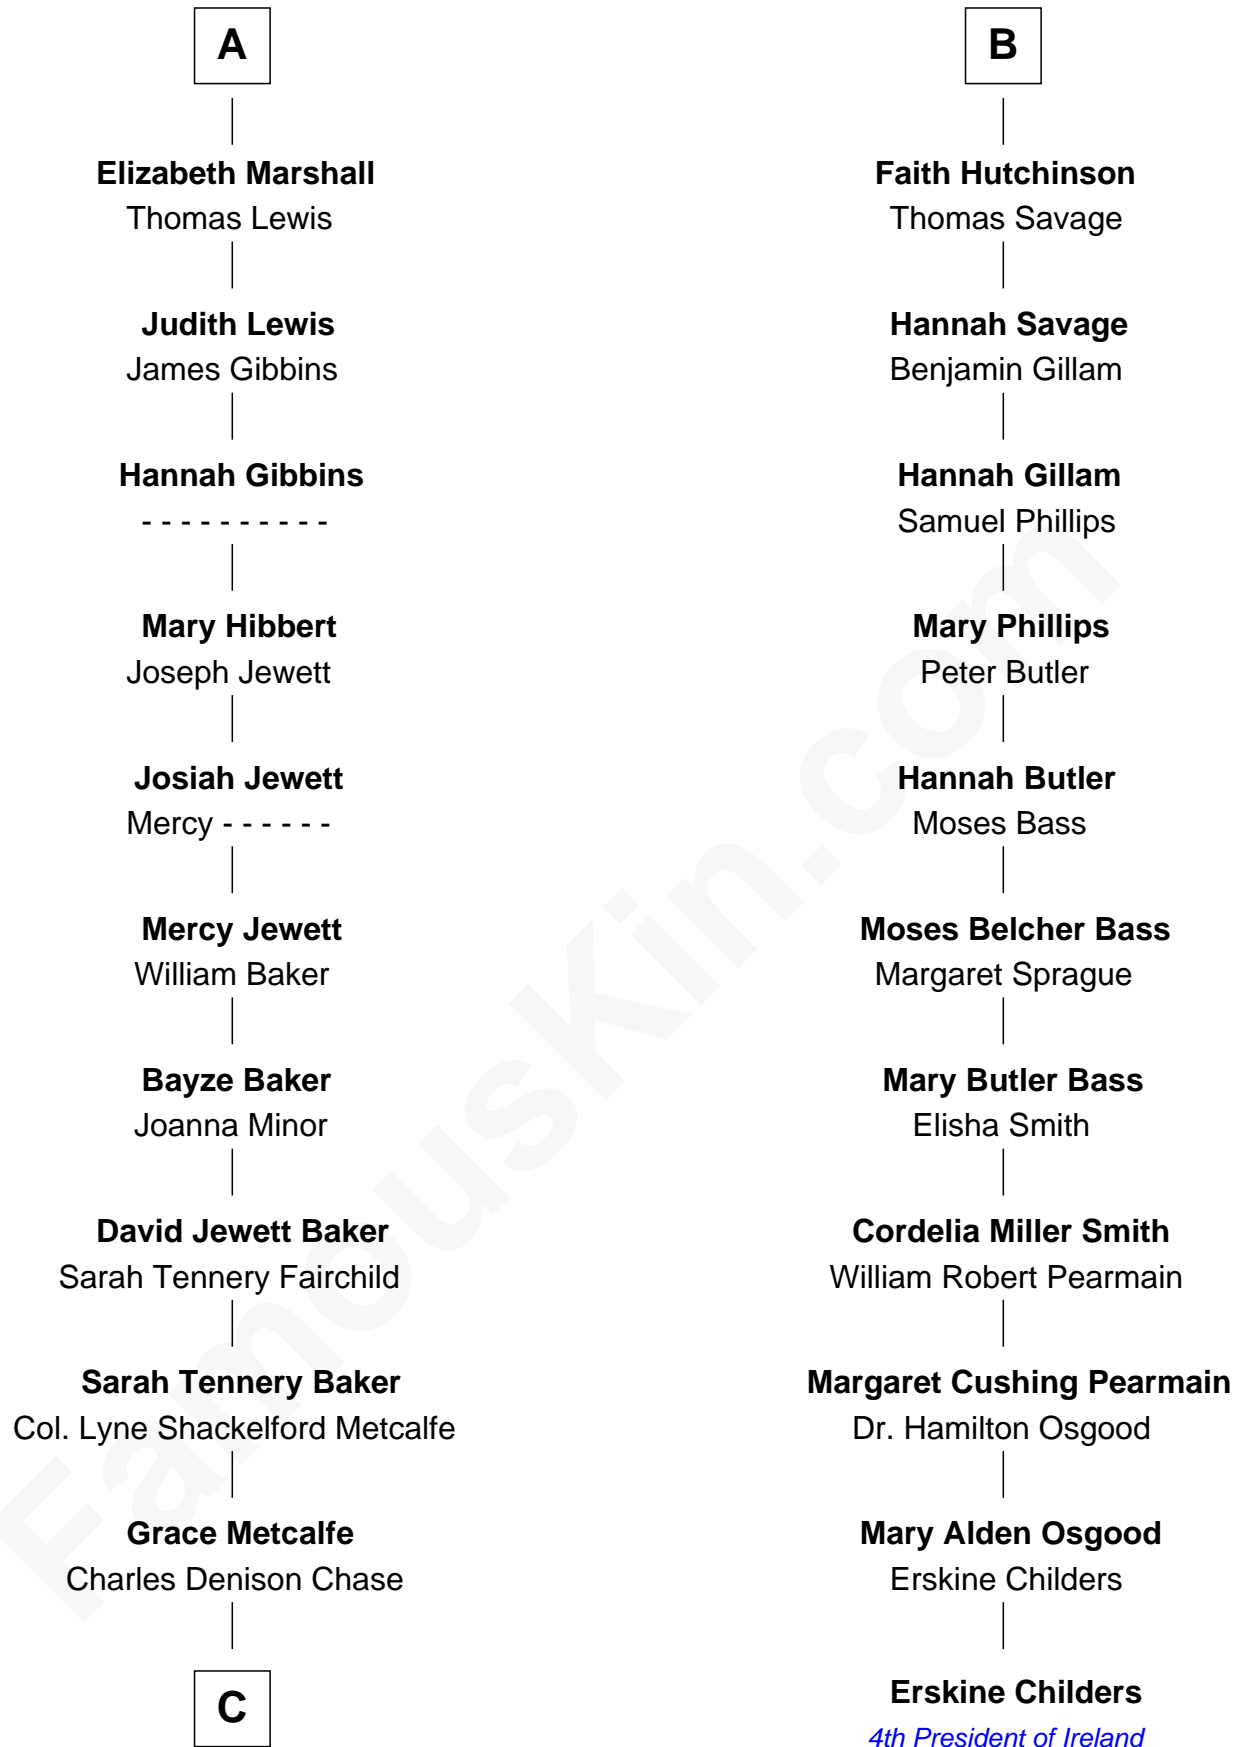 A
Elizabeth Marshall
Thomas Lewis
Judith Lewis
James Gibbins
Hannah Gibbins
- - - - - - - - - -
Mary Hibbert
Joseph Jewett
Josiah Jewett
Mercy - - - - - -
Mercy Jewett
William Baker
Bayze Baker
Joanna Minor
David Jewett Baker
Sarah Tennery Fairchild
Sarah Tennery Baker
Col. Lyne Shackelford Metcalfe
Grace Metcalfe
Charles Denison Chase
C
B
Faith Hutchinson
Thomas Savage
Hannah Savage
Benjamin Gillam
Hannah Gillam
Samuel Phillips
Mary Phillips
Peter Butler
Hannah Butler
Moses Bass
Moses Belcher Bass
Margaret Sprague
Mary Butler Bass
Elisha Smith
Cordelia Miller Smith
William Robert Pearmain
Margaret Cushing Pearmain
Dr. Hamilton Osgood
Mary Alden Osgood
Erskine Childers
Erskine Childers
4th President of Ireland
FamousKin.com